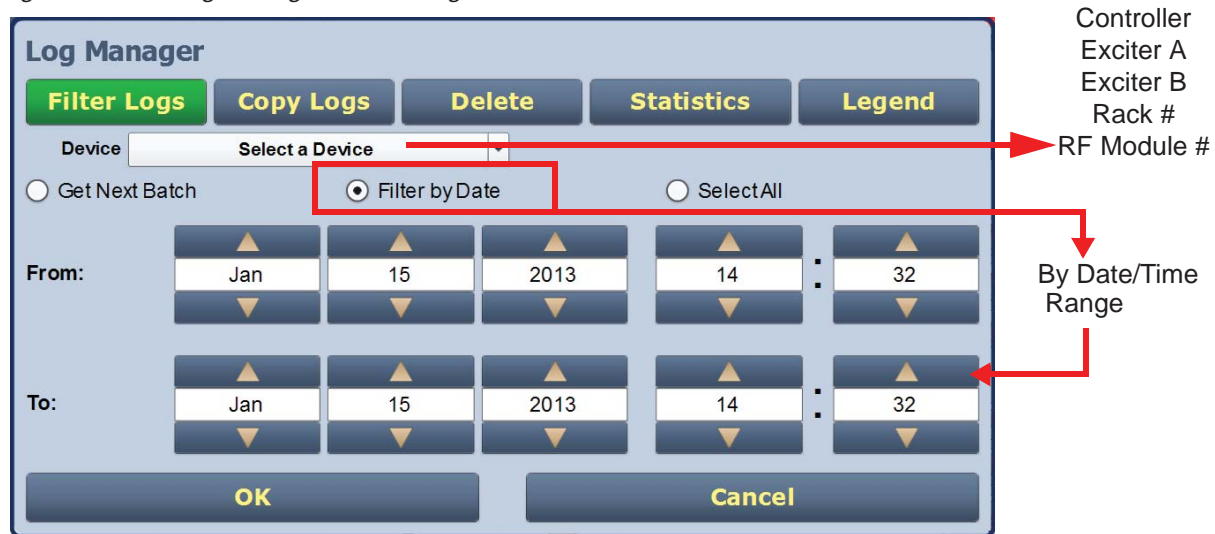 Log Manager
Filter Logs Copy Logs Delete Statistics Legend
Device Select a Device
Get Next Batch Filter by Date Select All
From: Jan 15 2013 14 : 32
To: Jan 15 2013 14 : 32
OK Cancel
Controller
Exciter A
Exciter B
Rack #
RF Module #
By Date/Time
Range